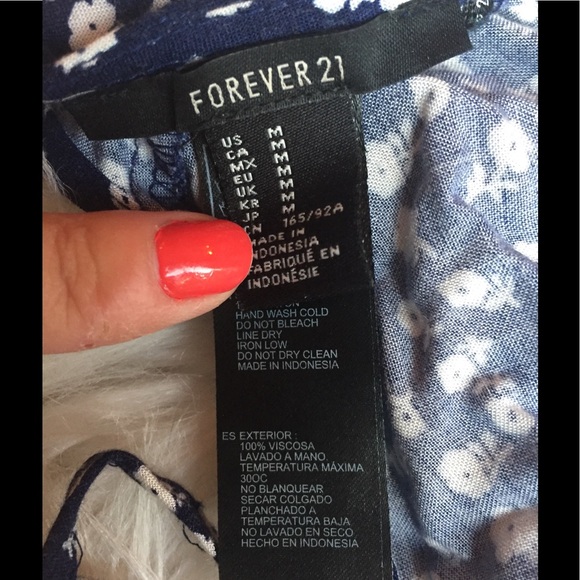 FOREVER 21
US M
CA M
MX M
EU M
UK M
KR M
JP M
CN 165/92A
MADE IN
INDONESIA
FABRIQUÉ EN
INDONÉSIE
HAND WASH COLD
DO NOT BLEACH
LINE DRY
IRON LOW
DO NOT DRY CLEAN
MADE IN INDONESIA
ES EXTERIOR :
100% VISCOSA
LAVADO A MANO.
TEMPERATURA MÁXIMA
30OC
NO BLANQUEAR
SECAR COLGADO
PLANCHADO A
TEMPERATURA BAJA
NO LAVADO EN SECO
HECHO EN INDONESIA